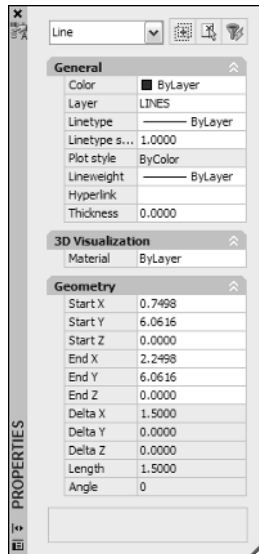 Line
General
Color ByLayer
Layer LINES
Linetype ByLayer
Linetype s... 1.0000
Plot style ByColor
Lineweight ByLayer
Hyperlink
Thickness 0.0000
3D Visualization
Material ByLayer
Geometry
Start X 0.7498
Start Y 6.0616
Start Z 0.0000
End X 2.2498
End Y 6.0616
End Z 0.0000
Delta X 1.5000
Delta Y 0.0000
Delta Z 0.0000
Length 1.5000
Angle 0
PROPERTIES